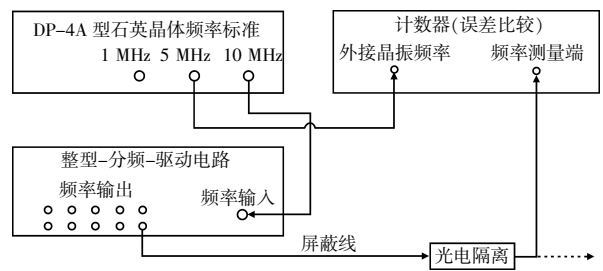 DP-4A 型石英晶体频率标准
1 MHz 5 MHz 10 MHz
计数器(误差比较)
外接晶振频率 频率测量端
整型-分频-驱动电路
频率输出
频率输入
屏蔽线
光电隔离